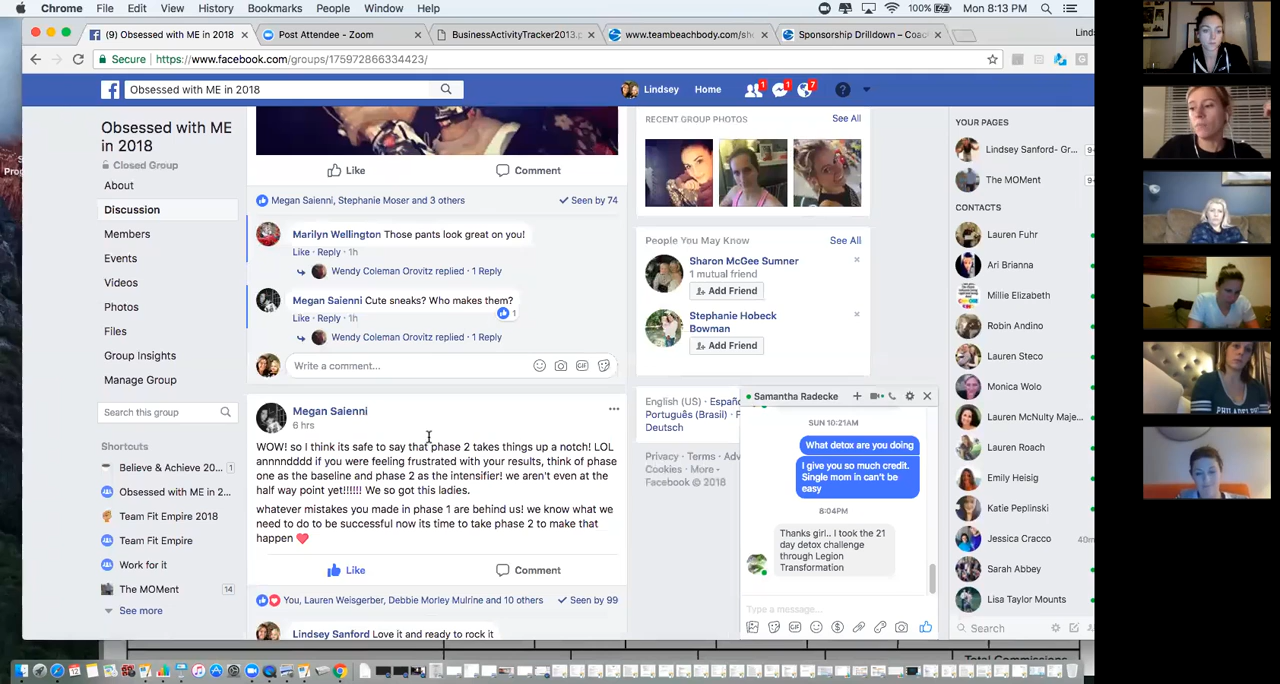 Chrome File Edit View History Bookmarks People Window Help
100% Mon 8:13 PM
(9) Obsessed with ME in 2018
Post Attendee - Zoom
BusinessActivityTracker2013.p
www.teambeachbody.com/sh
Sponsorship Drilldown – Coac
Secure https://www.facebook.com/groups/175972866334423/
Obsessed with ME in 2018
Lindsey Home
1 1 7
Obsessed with
ME in 2018
Closed Group
About
Discussion
Members
Events
Videos
Photos
Files
Group Insights
Manage Group
Search this group
Shortcuts
Believe & Achieve 20... 1
Obsessed with ME in 2...
Team Fit Empire 2018
Team Fit Empire
Work for it
The MOMent 14
See more
Like Comment
Megan Saienni, Stephanie Moser and 3 others Seen by 74
Marilyn Wellington Those pants look great on you!
Like · Reply · 1h
Wendy Coleman Orovitz replied · 1 Reply
Megan Saienni Cute sneaks? Who makes them?
Like · Reply · 1h 1
Wendy Coleman Orovitz replied · 1 Reply
Write a comment...
Megan Saienni
6 hrs
WOW! so I think its safe to say that phase 2 takes things up a notch! LOL
annndddd if you were feeling frustrated with your results, think of phase
one as the baseline and phase 2 as the intensifier! we aren't even at the
half way point yet!!!!!! We so got this ladies.
whatever mistakes you made in phase 1 are behind us! we know what we
need to do to be successful now its time to take phase 2 to make that
happen ❤️
Like Comment
You, Lauren Weisgerber, Debbie Morley Mulrine and 10 others Seen by 99
Lindsey Sanford Love it and ready to rock it
RECENT GROUP PHOTOS See All
People You May Know See All
Sharon McGee Sumner
1 mutual friend
Add Friend
Stephanie Hobeck
Bowman
Add Friend
English (US) · Españo
Português (Brasil) · F
Deutsch
Privacy · Terms · Adv
Cookies · More ·
Facebook © 2018
Samantha Radecke
SUN 10:21AM
What detox are you doing
I give you so much credit.
Single mom in can't be
easy
8:04PM
Thanks girl.. I took the 21
day detox challenge
through Legion
Transformation
Type a message...
YOUR PAGES
Lindsey Sanford- Gr... 9+
The MOMent 9+
CONTACTS
Lauren Fuhr
Ari Brianna
Millie Elizabeth
Robin Andino
Lauren Steco
Monica Wolo
Lauren McNulty Maje...
Lauren Roach
Emily Heisig
Katie Peplinski
Jessica Cracco 40m
Sarah Abbey
Lisa Taylor Mounts
Search
PHILADELPH